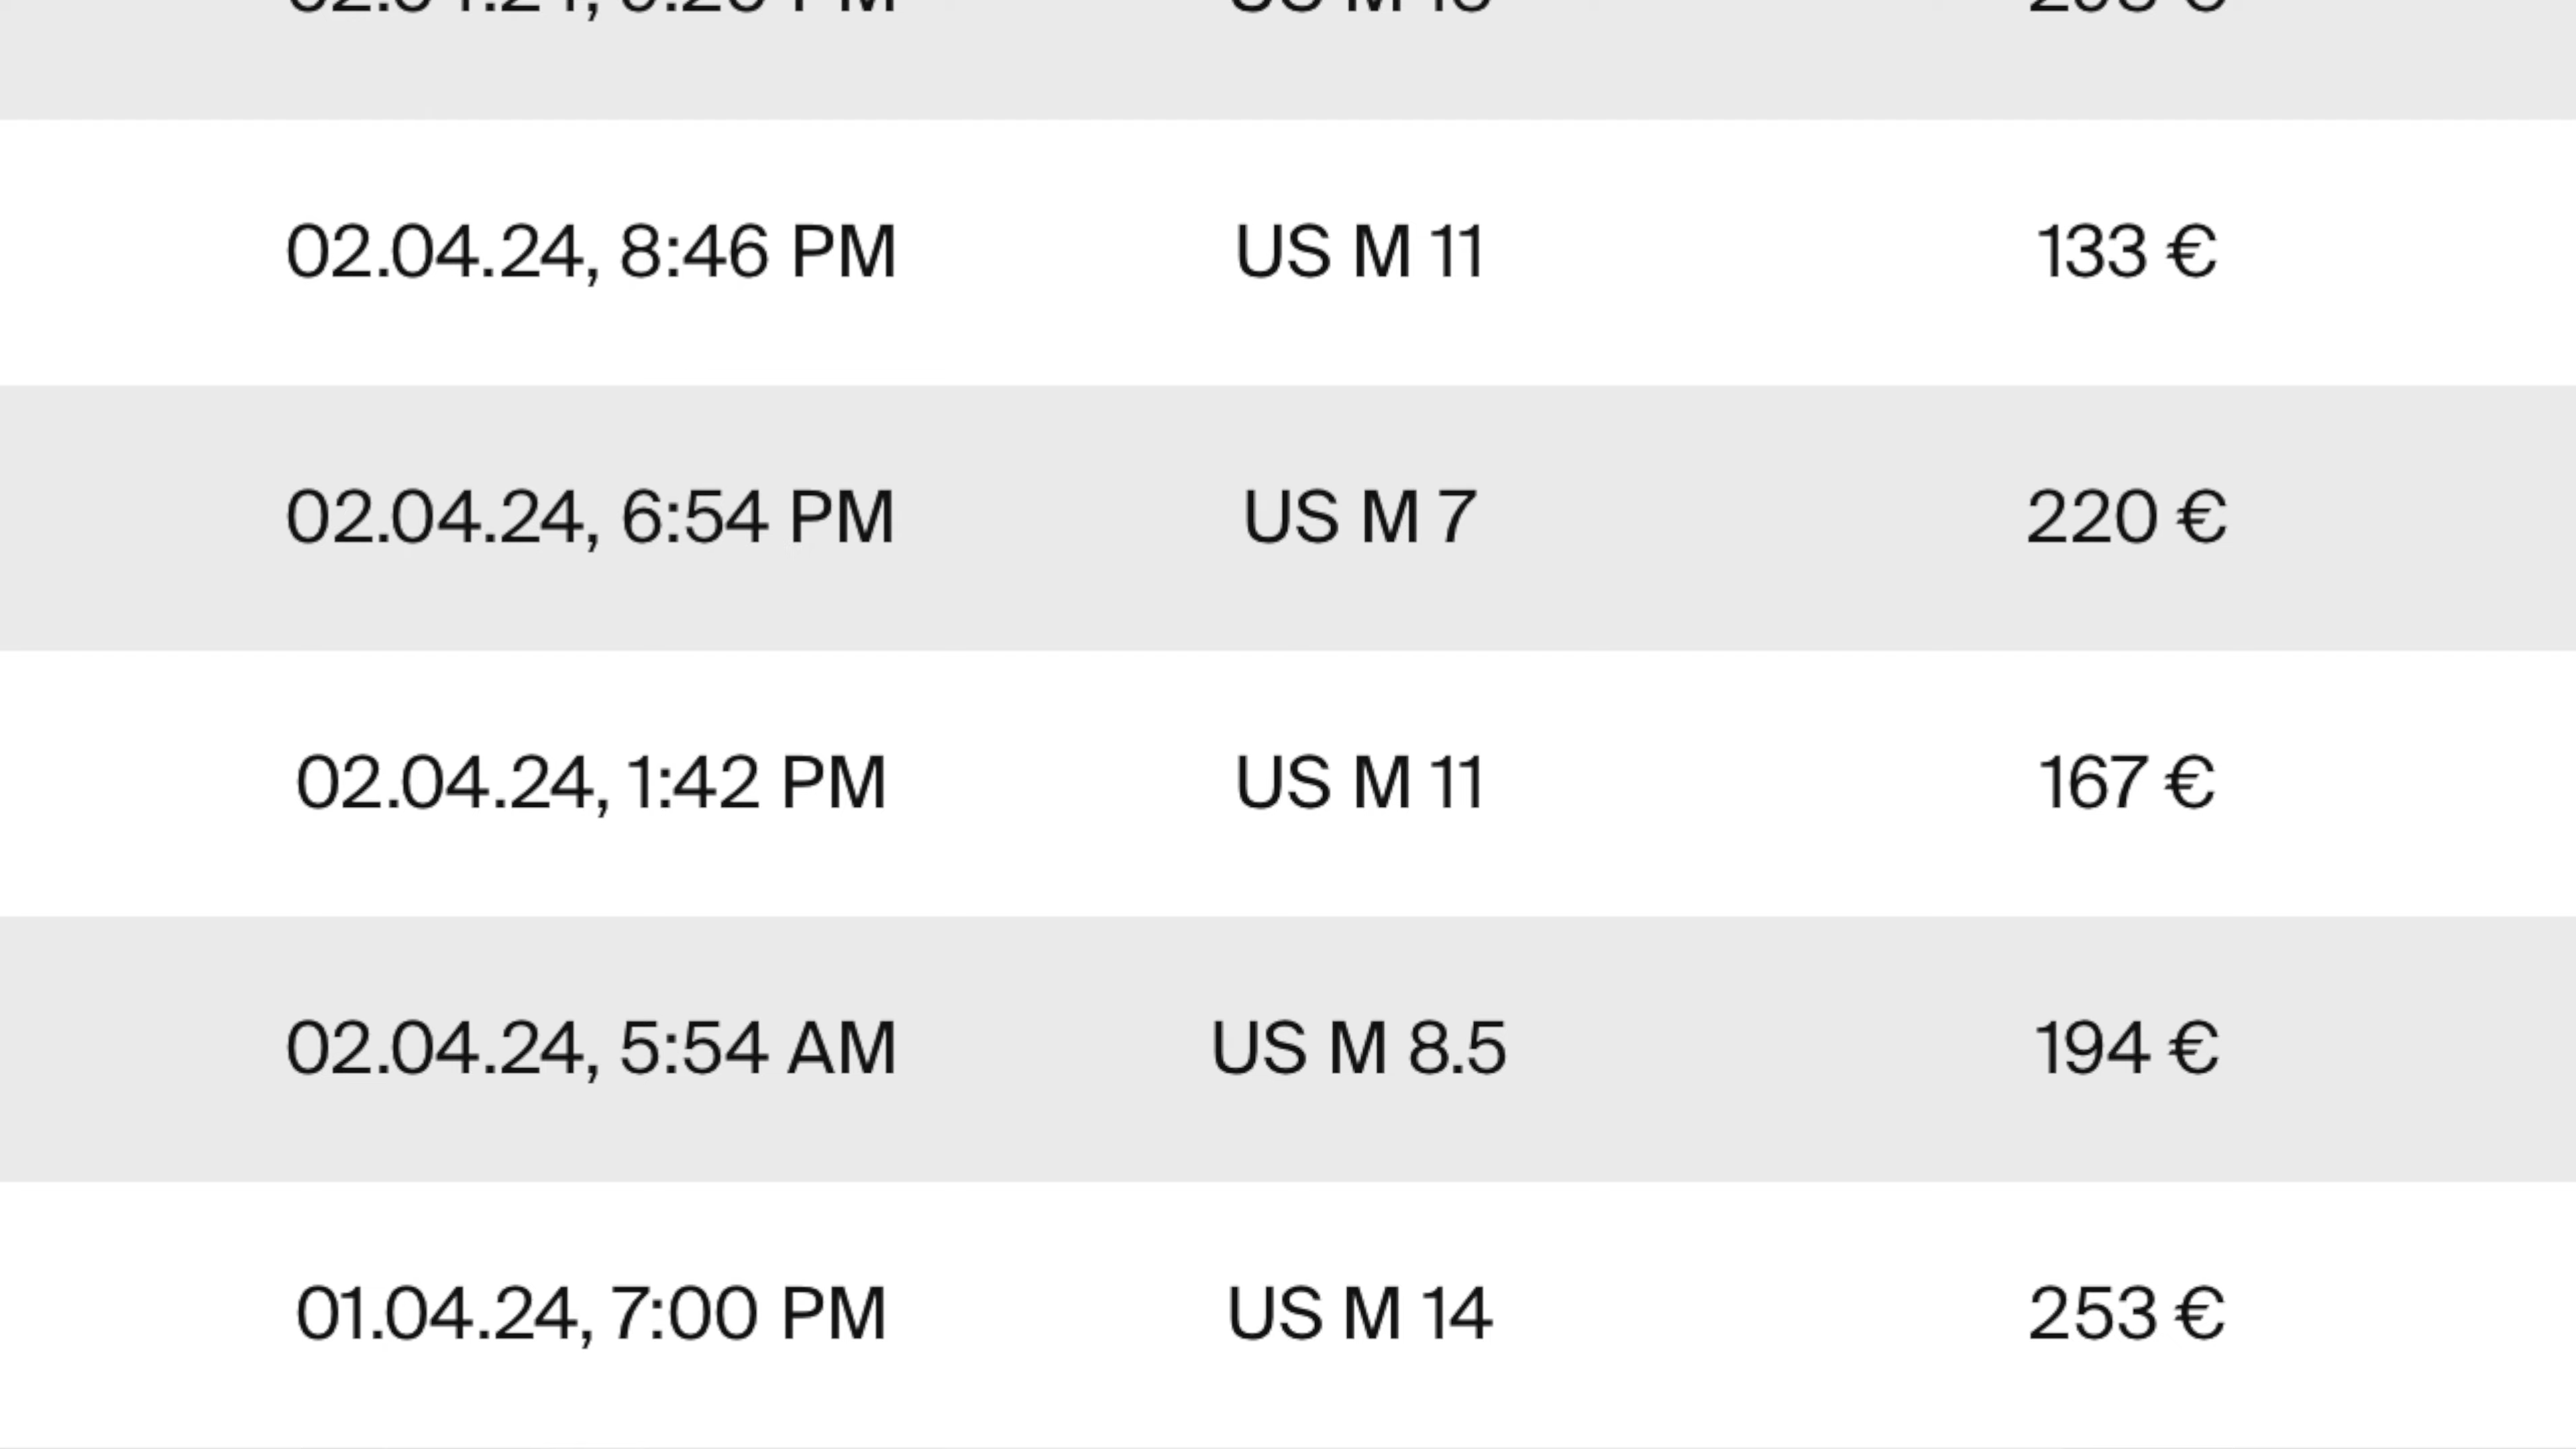 02.04.24, 8:46 PM US M 11 133 €
02.04.24, 6:54 PM US M 7 220 €
02.04.24, 1:42 PM US M 11 167 €
02.04.24, 5:54 AM US M 8.5 194 €
01.04.24, 7:00 PM US M 14 253 €